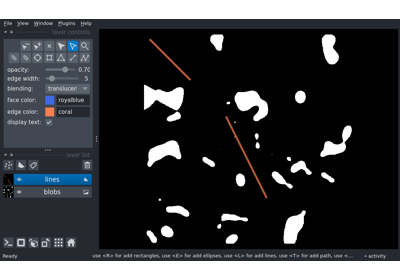 File View Window Plugins Help
layer controls
opacity: 0.70
edge width: 5
blending: translucen
face color: royalblue
edge color: coral
display text:
layer list
lines
blobs
Ready use <R> for add rectangles, use <E> for add ellipses, use <L> for add lines, use <T> for add path, use <... activity